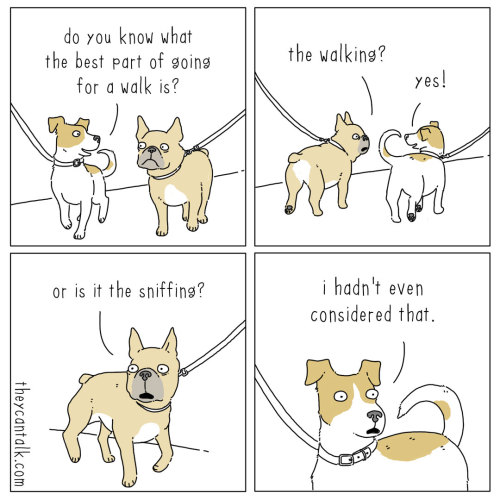 do you know what
the best part of going
for a walk is?
the walking?
yes!
or is it the sniffing?
i hadn't even
considered that.
theycantalk.com